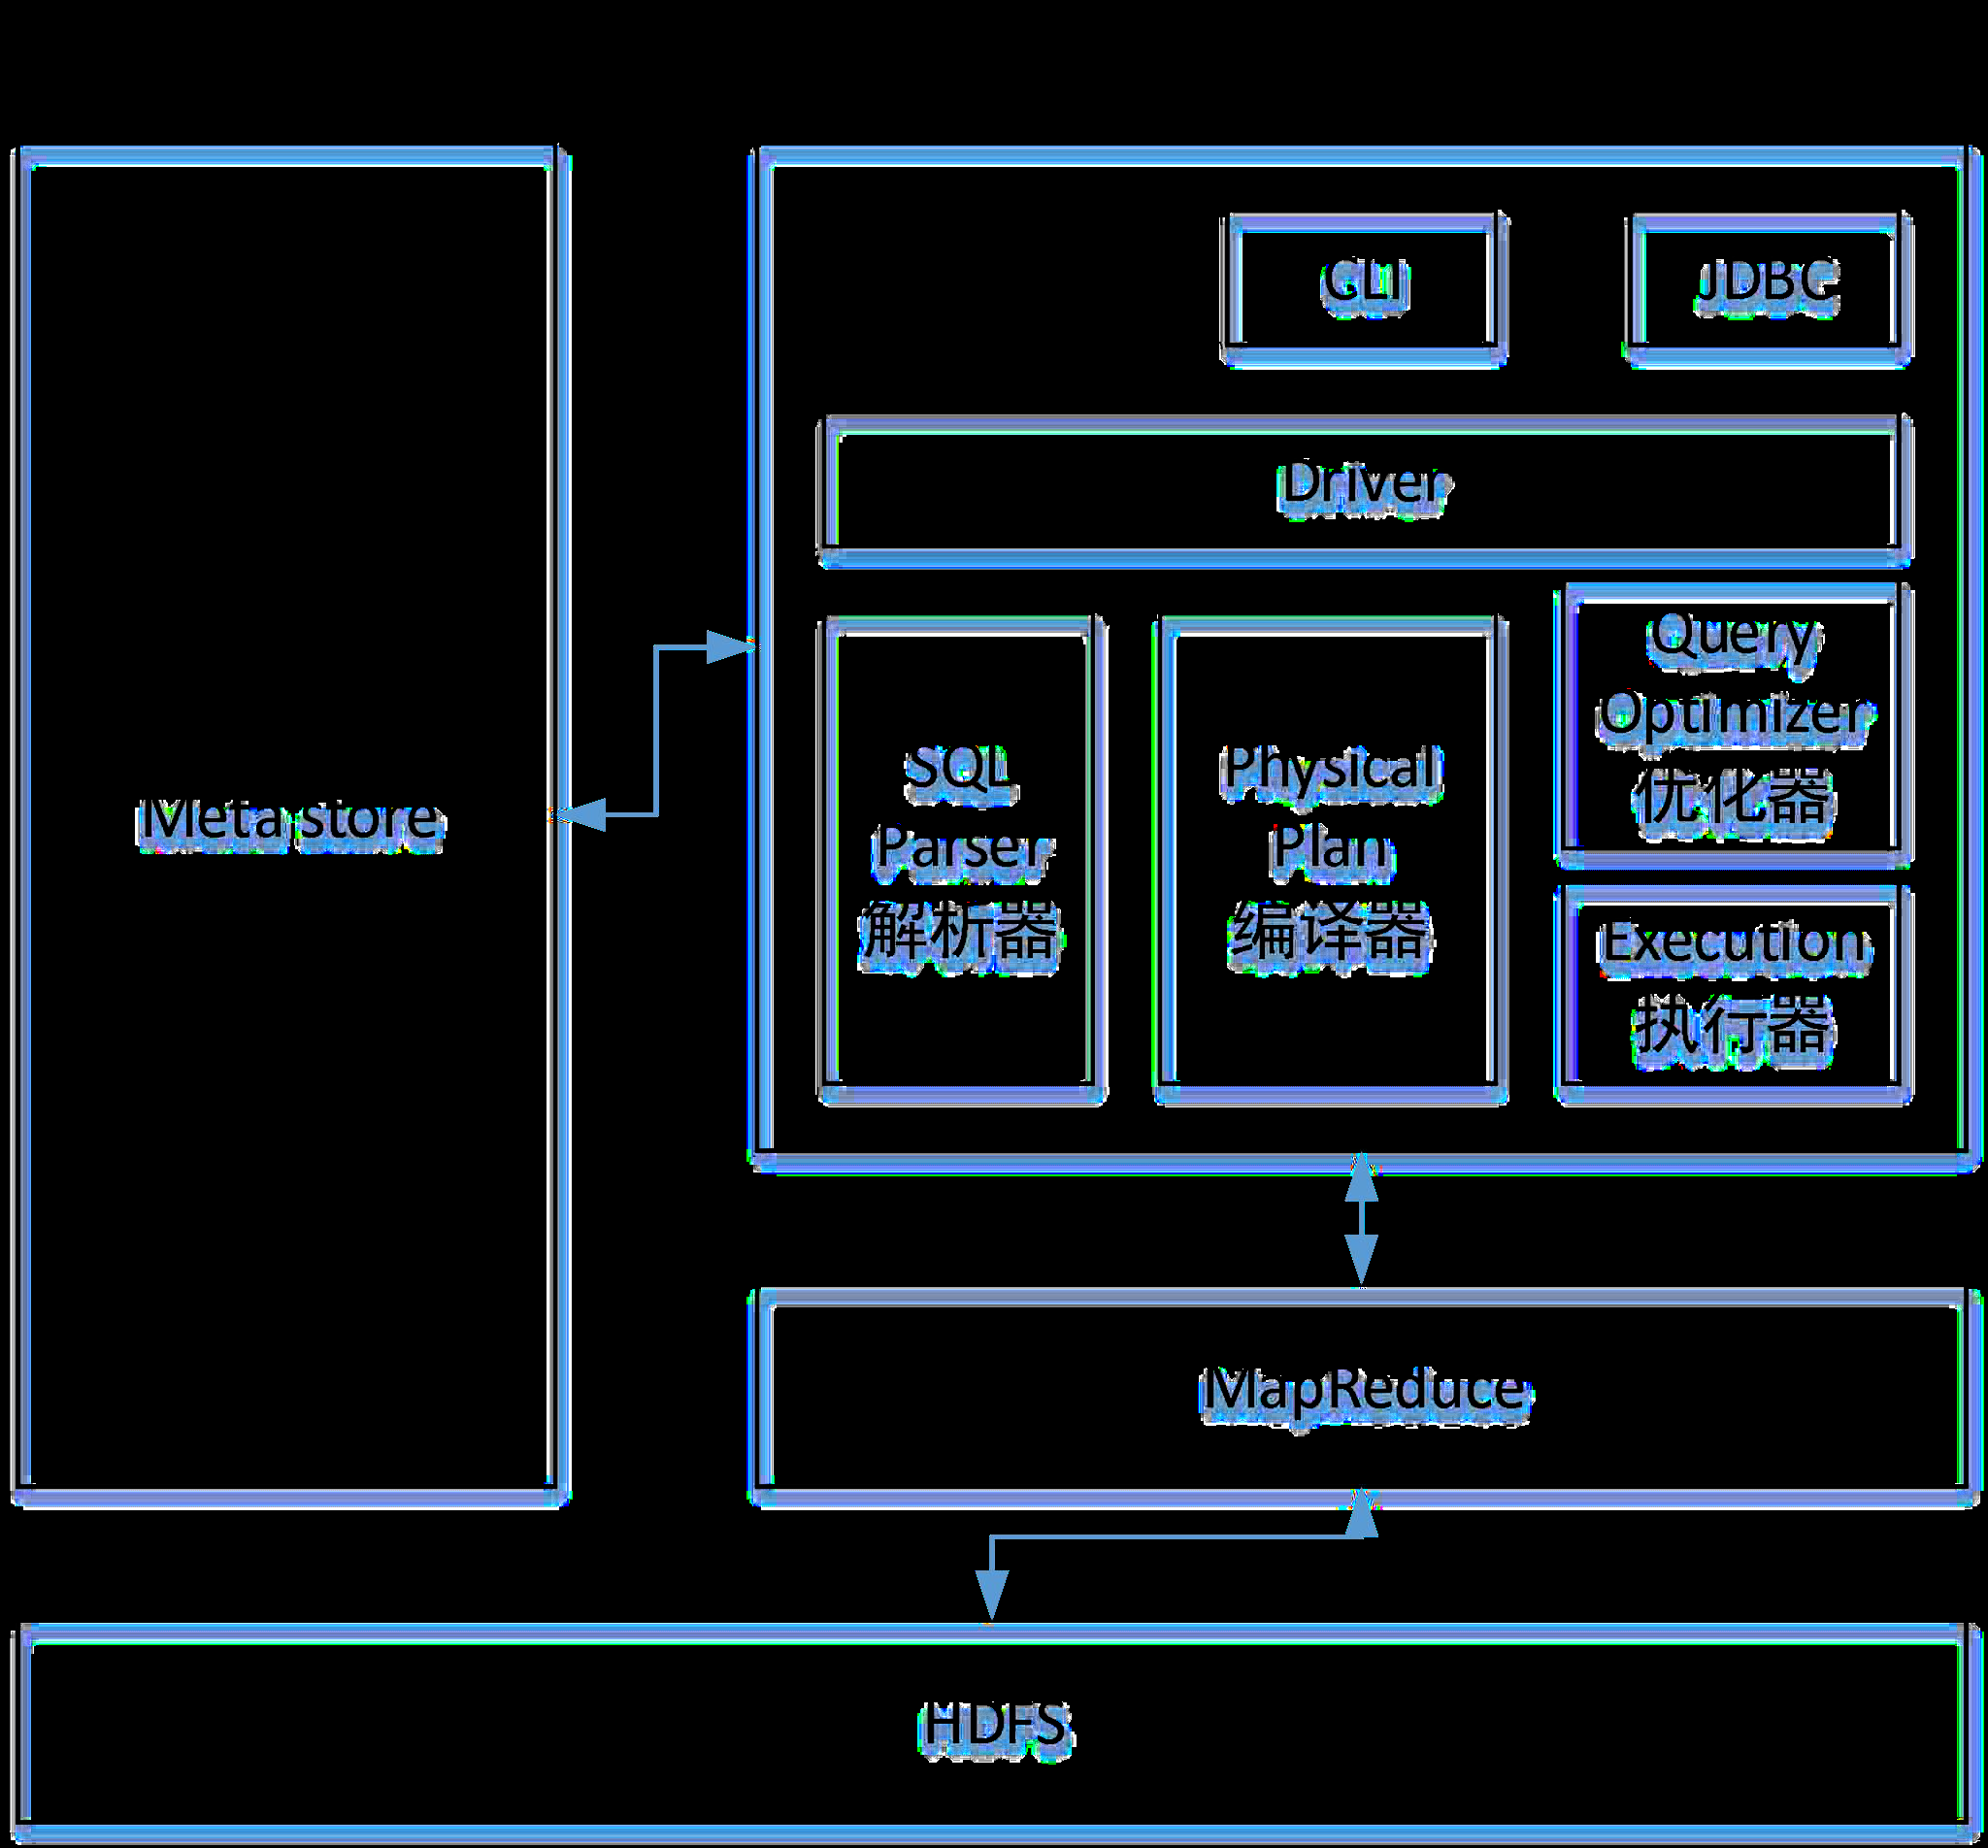 CLI
JDBC
Driver
Meta store
SQL
Parser
解析器
Physical
Plan
编译器
Query
Optimizer
优化器
Execution
执行器
MapReduce
HDFS